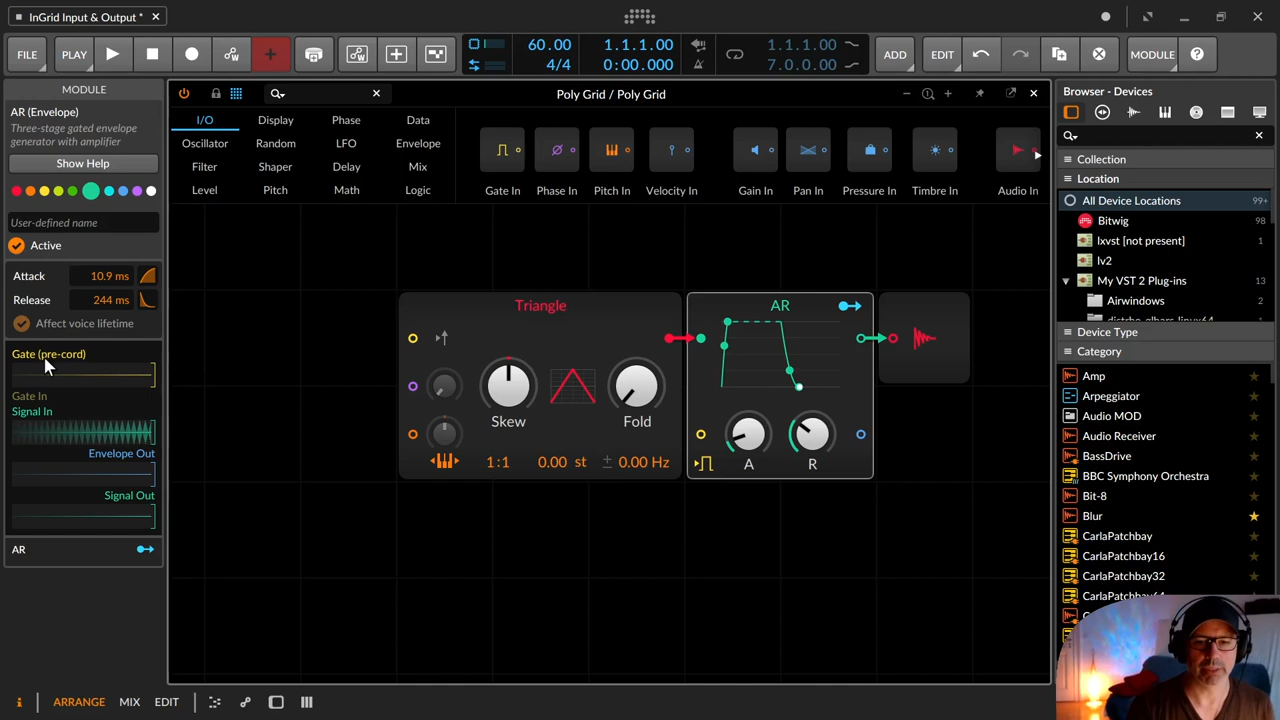 InGrid Input & Output *
FILE
PLAY
60.00
4/4
1.1.1.00
0:00.000
1.1.1.00
7.0.0.00
ADD
EDIT
MODULE
?
MODULE
AR (Envelope)
Three-stage gated envelope
generator with amplifier
Show Help
User-defined name
Active
Attack
10.9 ms
Release
244 ms
Affect voice lifetime
Gate (pre-cord)
Gate In
Signal In
Envelope Out
Signal Out
AR
Poly Grid / Poly Grid
I/O
Display
Phase
Data
Oscillator
Random
LFO
Envelope
Filter
Shaper
Delay
Mix
Level
Pitch
Math
Logic
Gate In
Phase In
Pitch In
Velocity In
Gain In
Pan In
Pressure In
Timbre In
Audio In
Triangle
Skew
Fold
1:1
0.00 st
± 0.00 Hz
AR
A
R
Browser - Devices
Collection
Location
All Device Locations
99+
Bitwig
98
lxvst [not present]
1
lv2
My VST 2 Plug-ins
13
Airwindows
2
distrho-glbars-linux64
Device Type
Category
Amp
Arpeggiator
Audio MOD
Audio Receiver
BassDrive
BBC Symphony Orchestra
Bit-8
Blur
CarlaPatchbay
CarlaPatchbay16
CarlaPatchbay32
CarlaPatchbay64
i
ARRANGE
MIX
EDIT